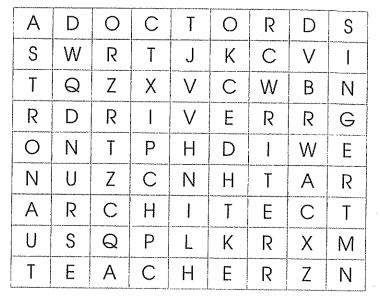 A D O C T O R D S
S W R T J K C V I
T Q Z X V C W B N
R D R I V E R R G
O N T P H D I W E
N U Z C N H T A R
A R C H I T E C T
U S Q P L K R X M
T E A C H E R Z N